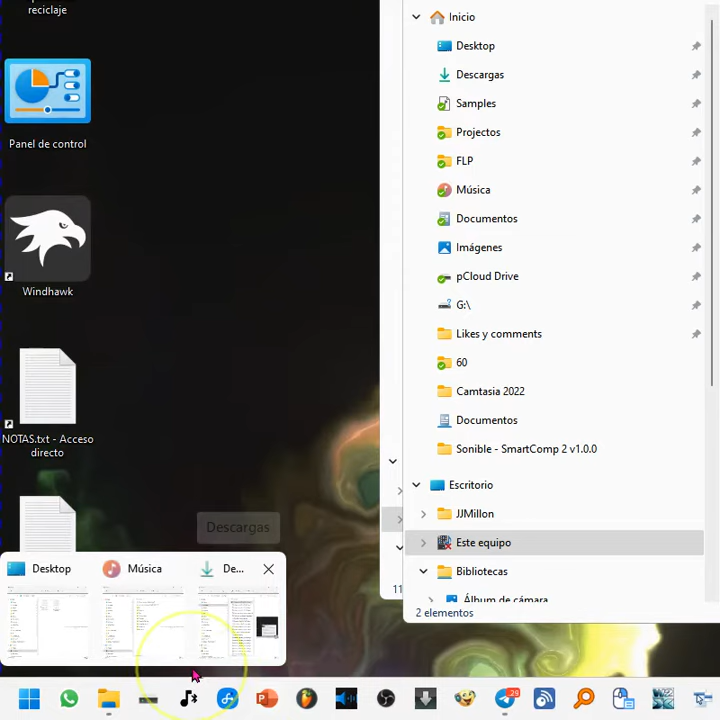 reciclaje
Panel de control
Windhawk
NOTAS.txt - Acceso
directo
Inicio
Desktop
Descargas
Samples
Projectos
FLP
Música
Documentos
Imágenes
pCloud Drive
G:\
Likes y comments
60
Camtasia 2022
Documentos
Sonible - SmartComp 2 v1.0.0
Escritorio
JJMillon
Este equipo
Bibliotecas
Álbum de cámara
11
2 elementos
Descargas
Desktop
Música
De...
29